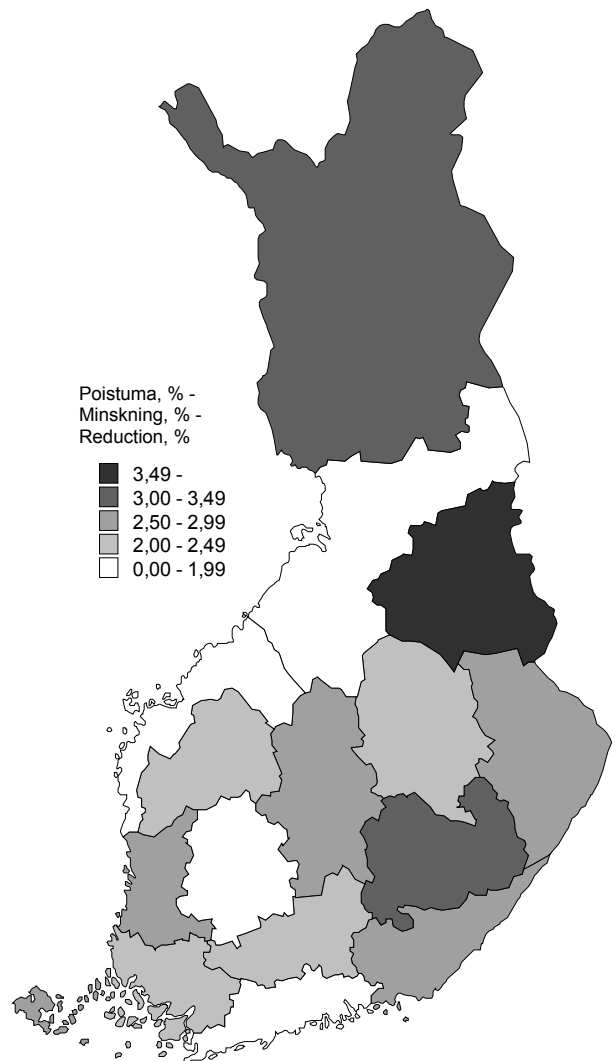 Poistuma, % -
Minskning, % -
Reduction, %
3,49 -
3,00 - 3,49
2,50 - 2,99
2,00 - 2,49
0,00 - 1,99